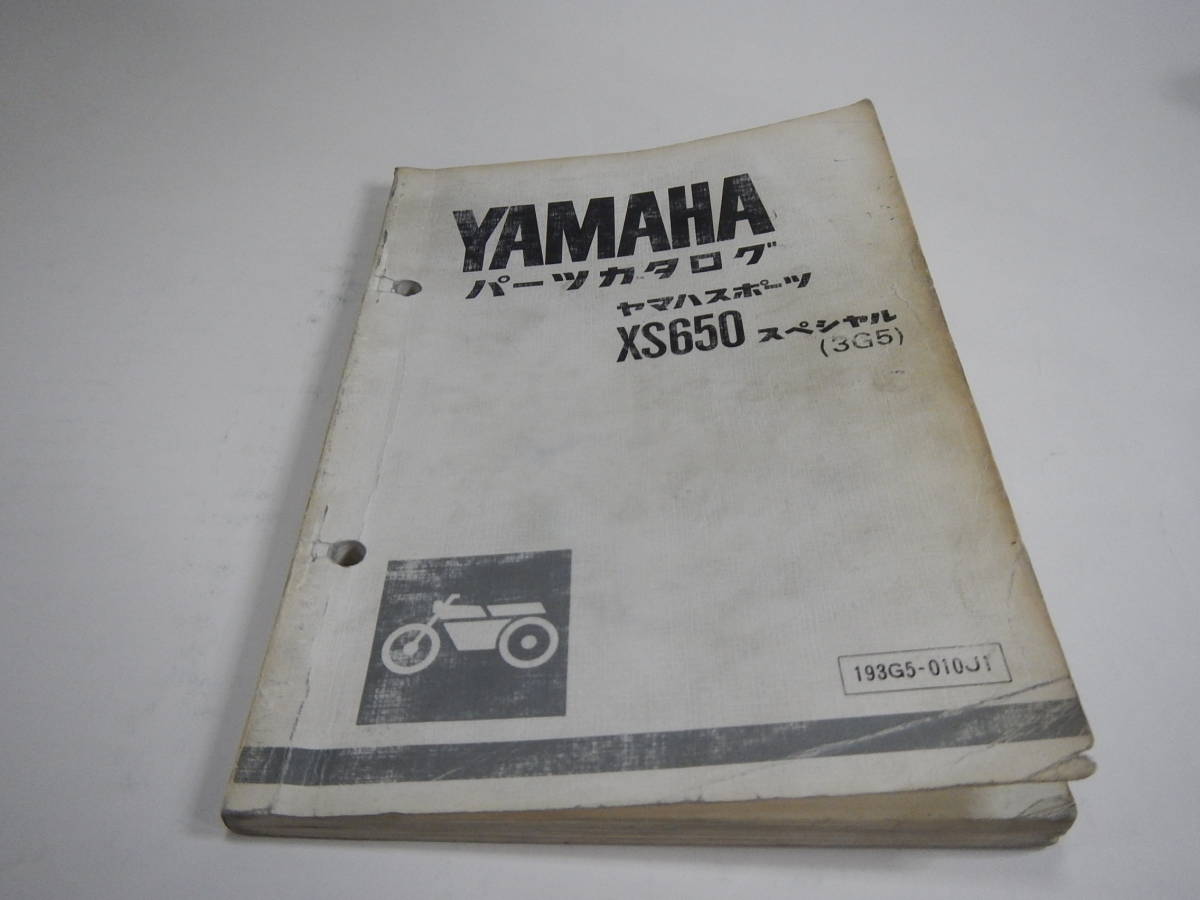 YAMAHA
パーツカタログ
ヤマハスポーツ
XS650 スペシャル
(3G5)
193G5-010J1